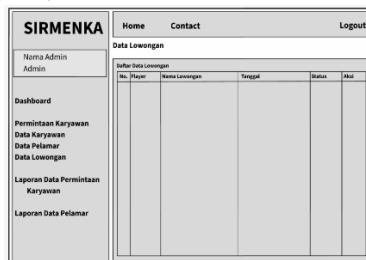 SIRMENKA
Home Contact Logout
Nama Admin
Admin
Data Lowongan
Daftar Data Lowongan
No. Flayer Nama Lowongan Tanggal Status Aksi
Dashboard
Permintaan Karyawan
Data Karyawan
Data Pelamar
Data Lowongan
Laporan Data Permintaan
Karyawan
Laporan Data Pelamar